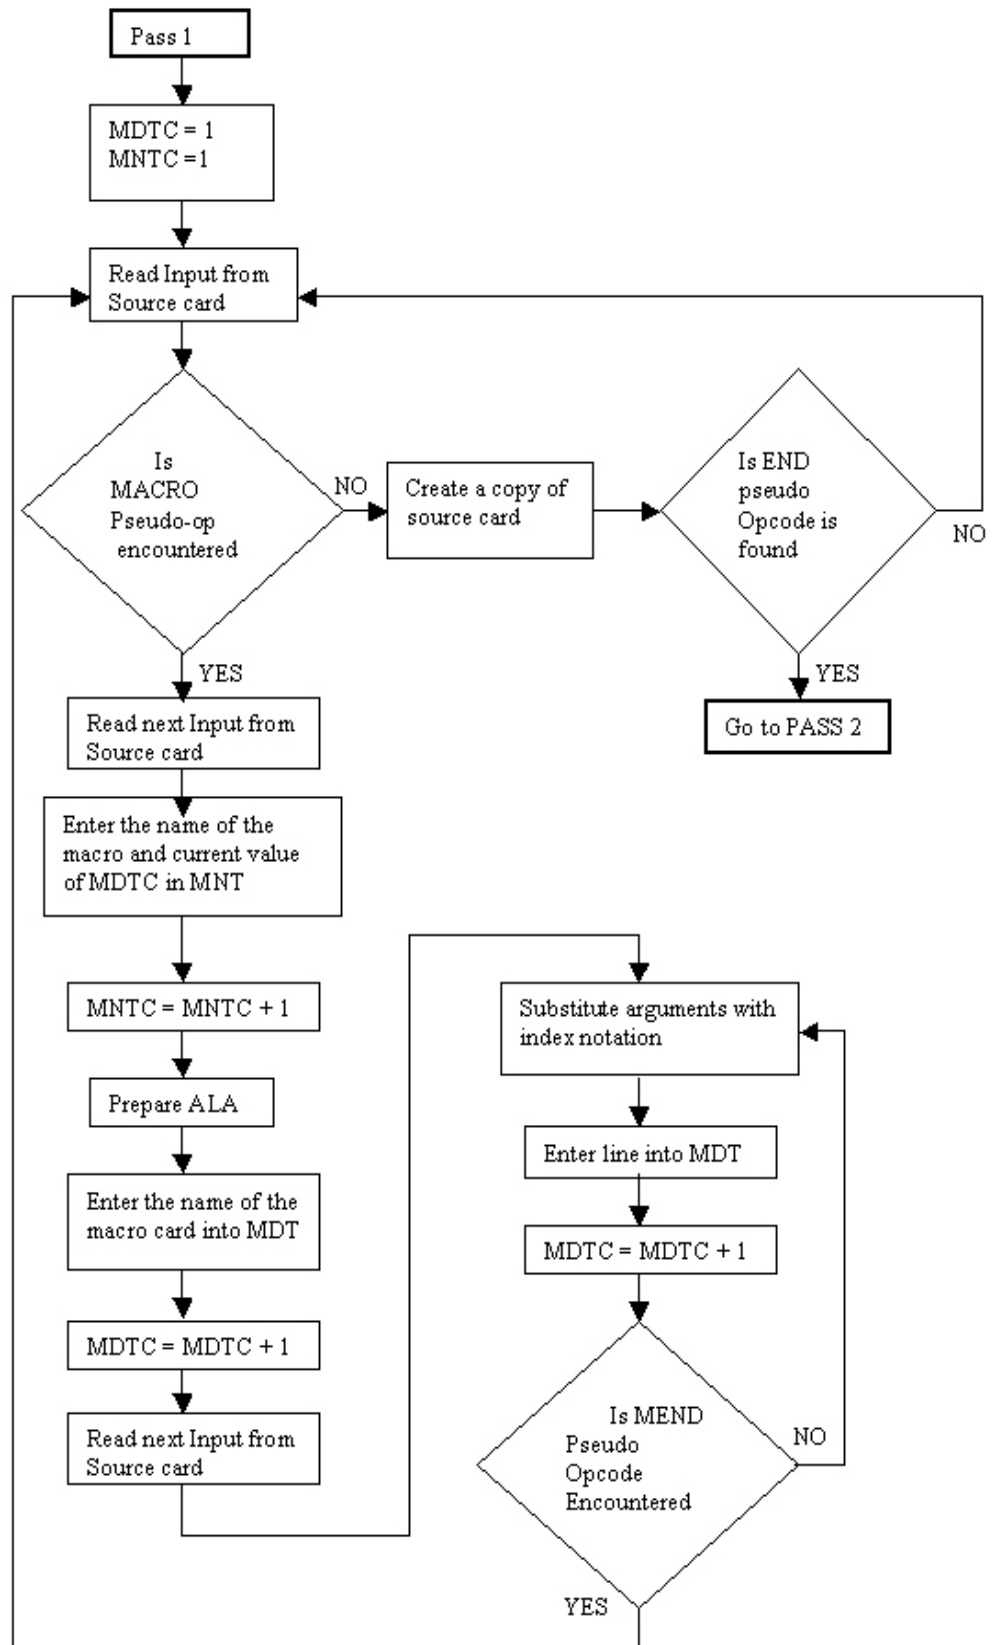 Pass 1
MDTC = 1
MNTC =1
Read Input from
Source card
Is
MACRO
Pseudo-op
encountered
NO
Create a copy of
source card
Is END
pseudo
Opcode is
found
NO
YES
YES
Go to PASS 2
Read next Input from
Source card
Enter the name of the
macro and current value
of MDTC in MNT
MNTC = MNTC + 1
Prepare ALA
Enter the name of the
macro card into MDT
MDTC = MDTC + 1
Read next Input from
Source card
Substitute arguments with
index notation
Enter line into MDT
MDTC = MDTC + 1
Is MEND
Pseudo
Opcode
Encountered
NO
YES